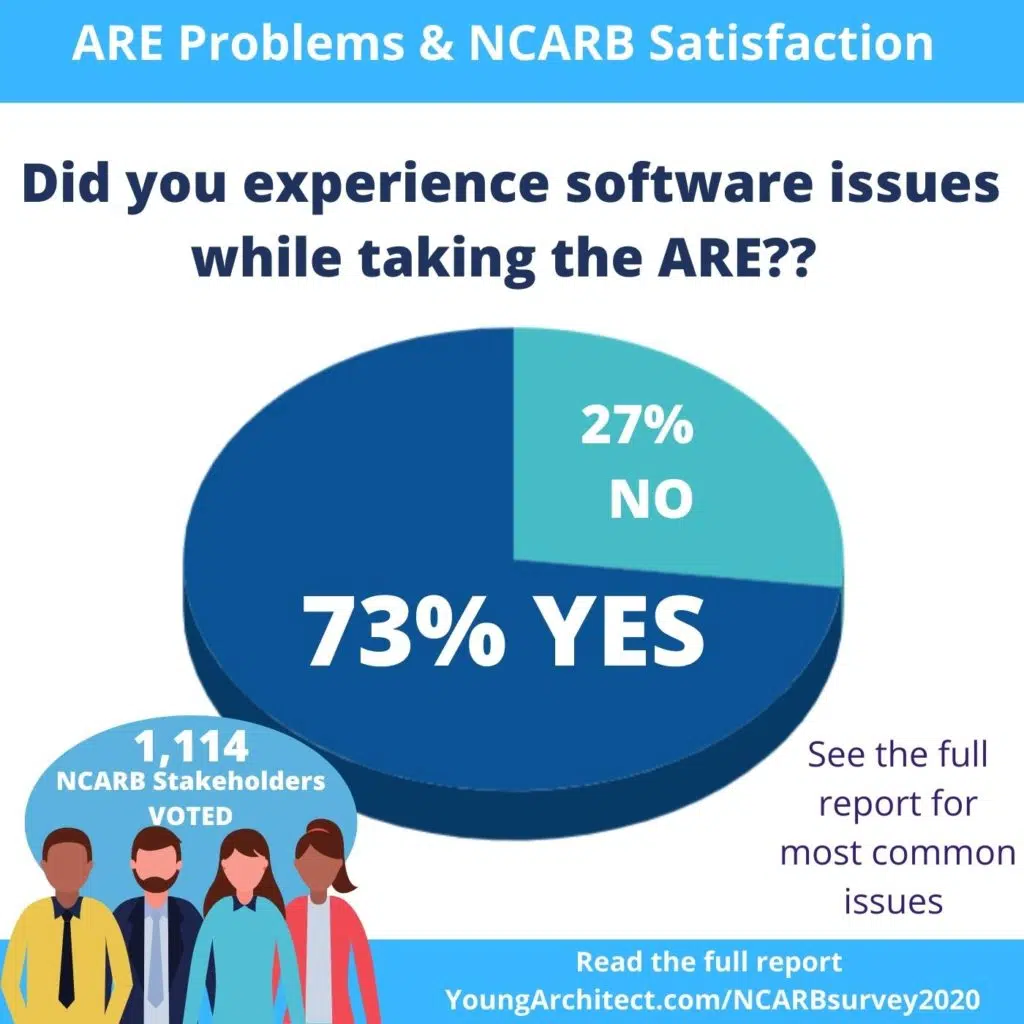 ARE Problems & NCARB Satisfaction
Did you experience software issues
while taking the ARE??
27%
NO
73% YES
1,114
NCARB Stakeholders
VOTED
See the full
report for
most common
issues
Read the full report
YoungArchitect.com/NCARBsurvey2020